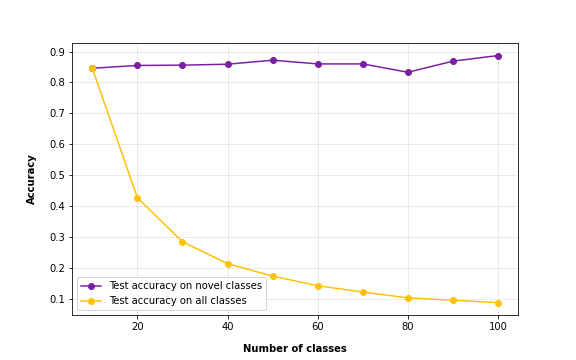 0.9
0.8
0.7
0.6
0.5
0.4
0.3
0.2
0.1
Accuracy
Test accuracy on novel classes
Test accuracy on all classes
20 40 60 80 100
Number of classes